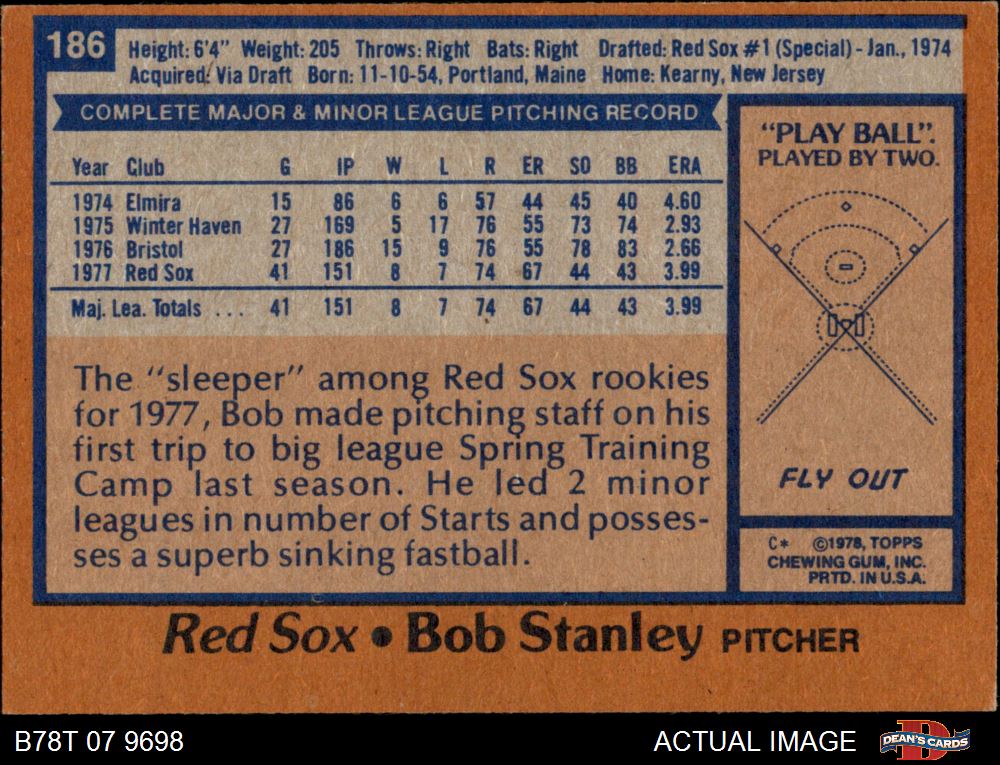 186
Height: 6'4" Weight: 205 Throws: Right Bats: Right Drafted: Red Sox #1 (Special) - Jan., 1974
Acquired: Via Draft Born: 11-10-54, Portland, Maine Home: Kearny, New Jersey
COMPLETE MAJOR & MINOR LEAGUE PITCHING RECORD
Year Club G IP W L R ER SO BB ERA
1974 Elmira 15 86 6 6 57 44 45 40 4.60
1975 Winter Haven 27 169 5 17 76 55 73 74 2.93
1976 Bristol 27 186 15 9 76 55 78 83 2.66
1977 Red Sox 41 151 8 7 74 67 44 43 3.99
Maj. Lea. Totals ... 41 151 8 7 74 67 44 43 3.99
The "sleeper" among Red Sox rookies
for 1977, Bob made pitching staff on his
first trip to big league Spring Training
Camp last season. He led 2 minor
leagues in number of Starts and posses-
ses a superb sinking fastball.
"PLAY BALL".
PLAYED BY TWO.
FLY OUT
C* ©1978, TOPPS
CHEWING GUM, INC.
PRTD. IN U.S.A.
Red Sox • Bob Stanley PITCHER
B78T 07 9698
ACTUAL IMAGE
DEAN'S CARDS